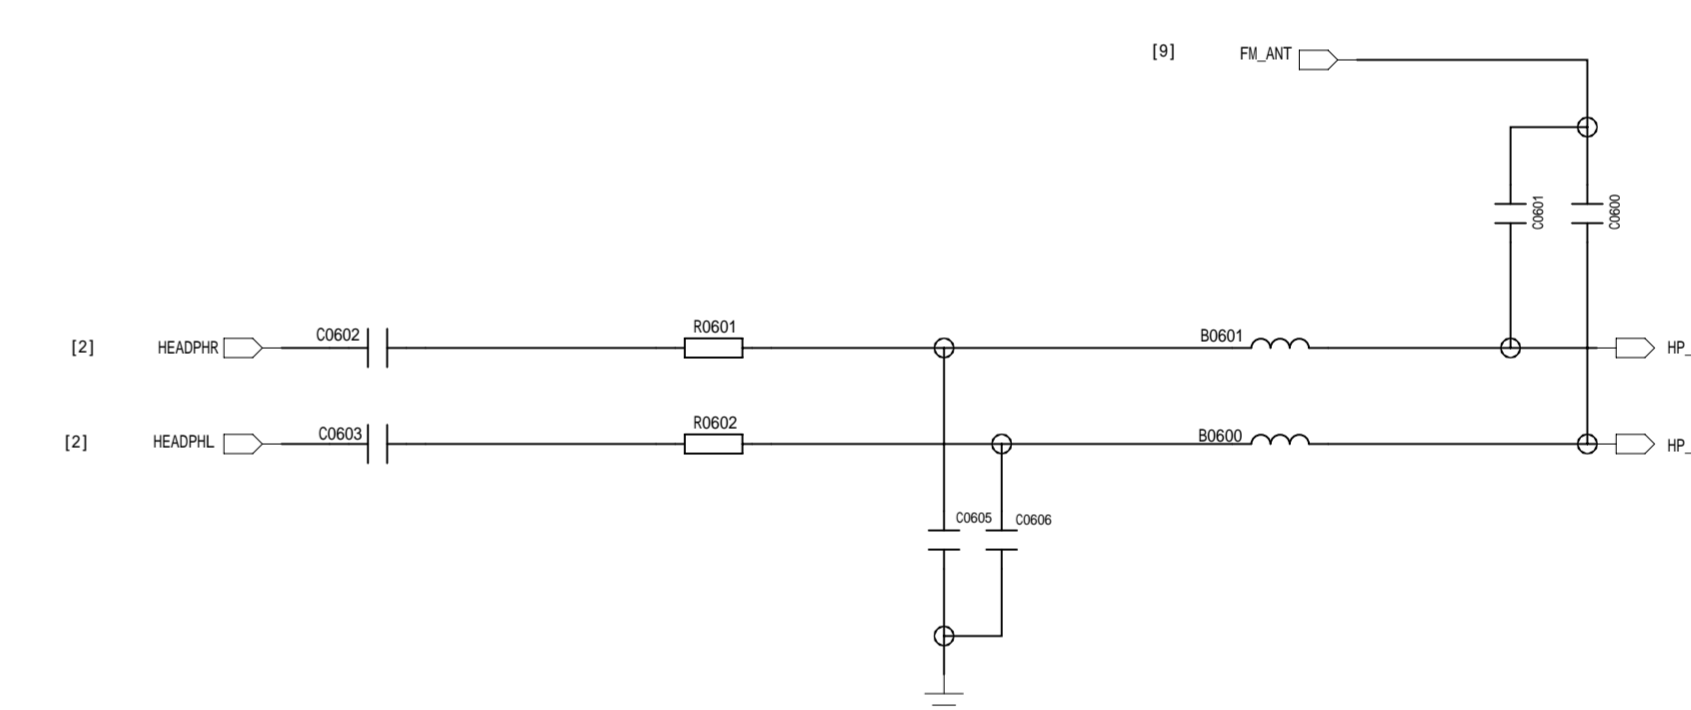 [9] FM_ANT
C0601
C0600
[2] HEADPHR C0602 R0601 B0601 HP_
[2] HEADPHL C0603 R0602 B0600 HP_
C0605 C0606